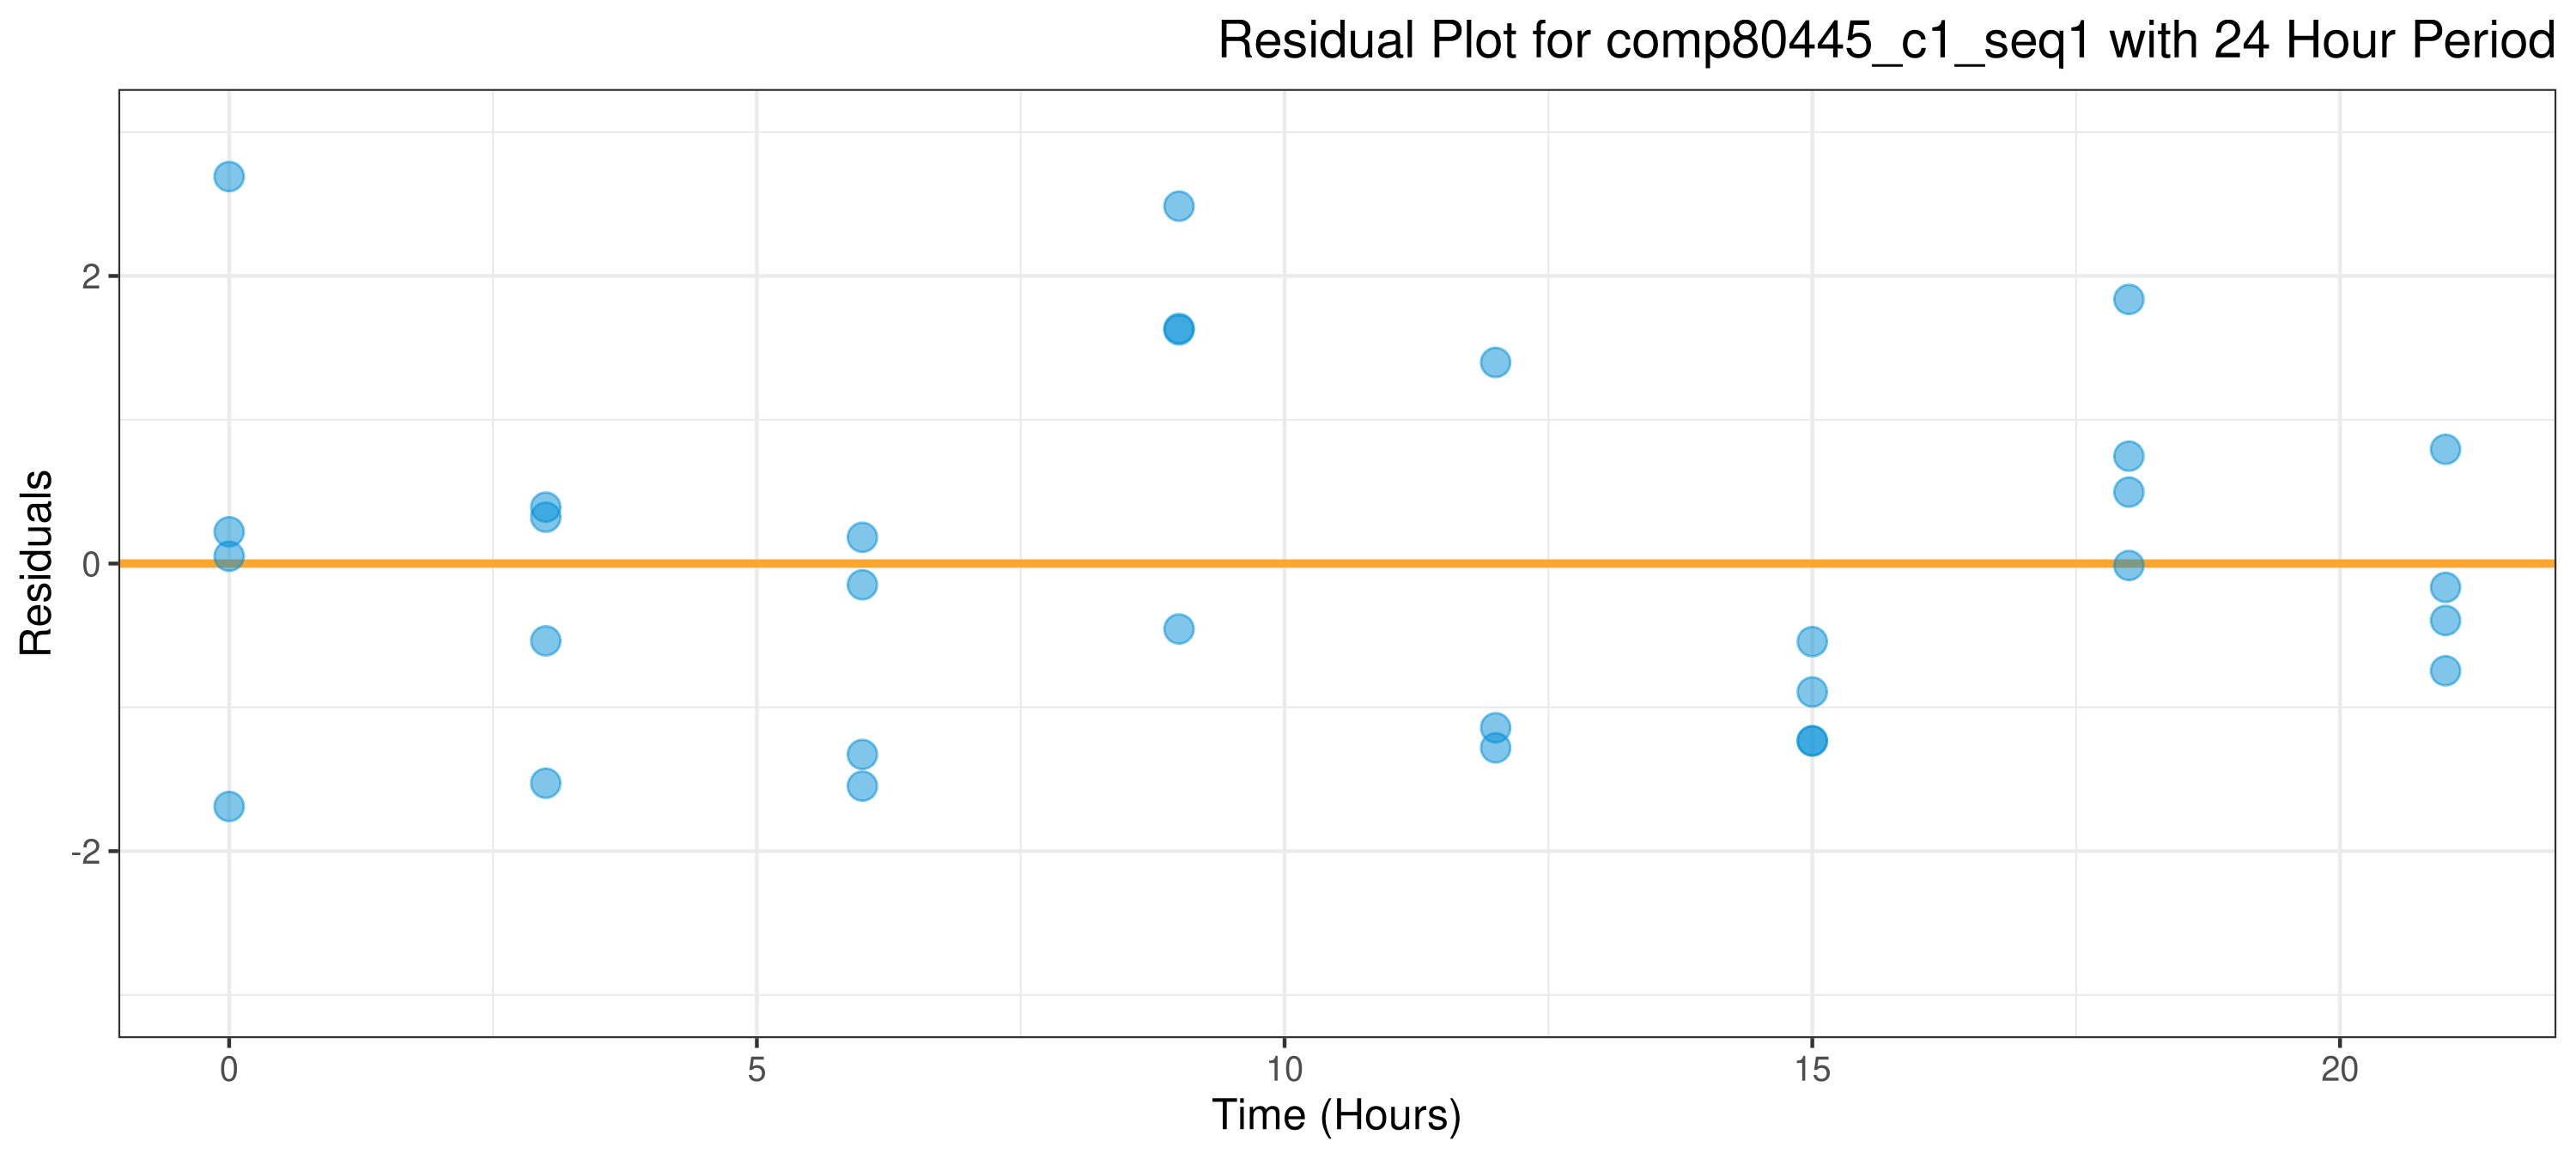 Residual Plot for comp80445_c1_seq1 with 24 Hour Period
Residuals
2
0
-2
0 5 10 15 20
Time (Hours)